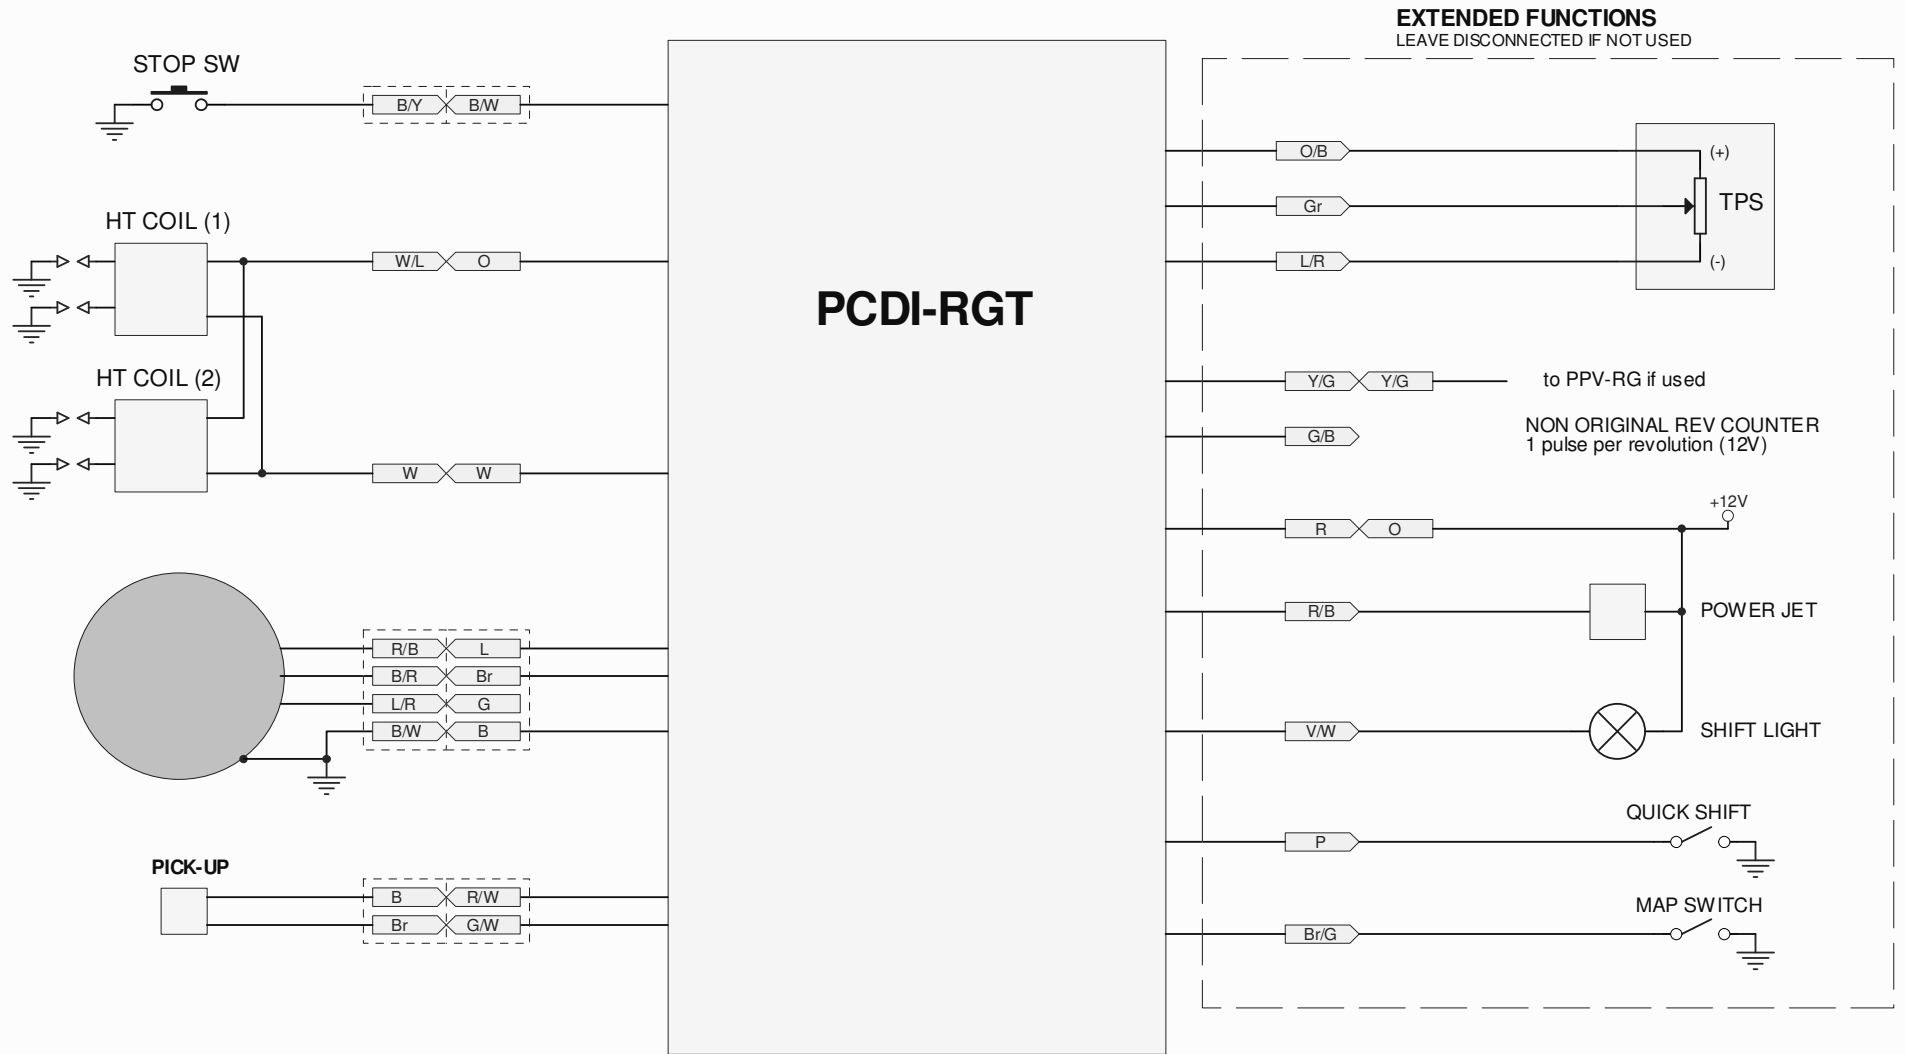 EXTENDED FUNCTIONS
LEAVE DISCONNECTED IF NOT USED
STOP SW
B/Y B/W
HT COIL (1)
W/L O
HT COIL (2)
W W
R/B L
B/R Br
L/R G
B/W B
PICK-UP
B R/W
Br G/W
PCDI-RGT
O/B (+)
Gr TPS
L/R (-)
Y/G Y/G to PPV-RG if used
G/B NON ORIGINAL REV COUNTER
1 pulse per revolution (12V)
+12V
R O
R/B POWER JET
V/W SHIFT LIGHT
QUICK SHIFT
P
MAP SWITCH
Br/G